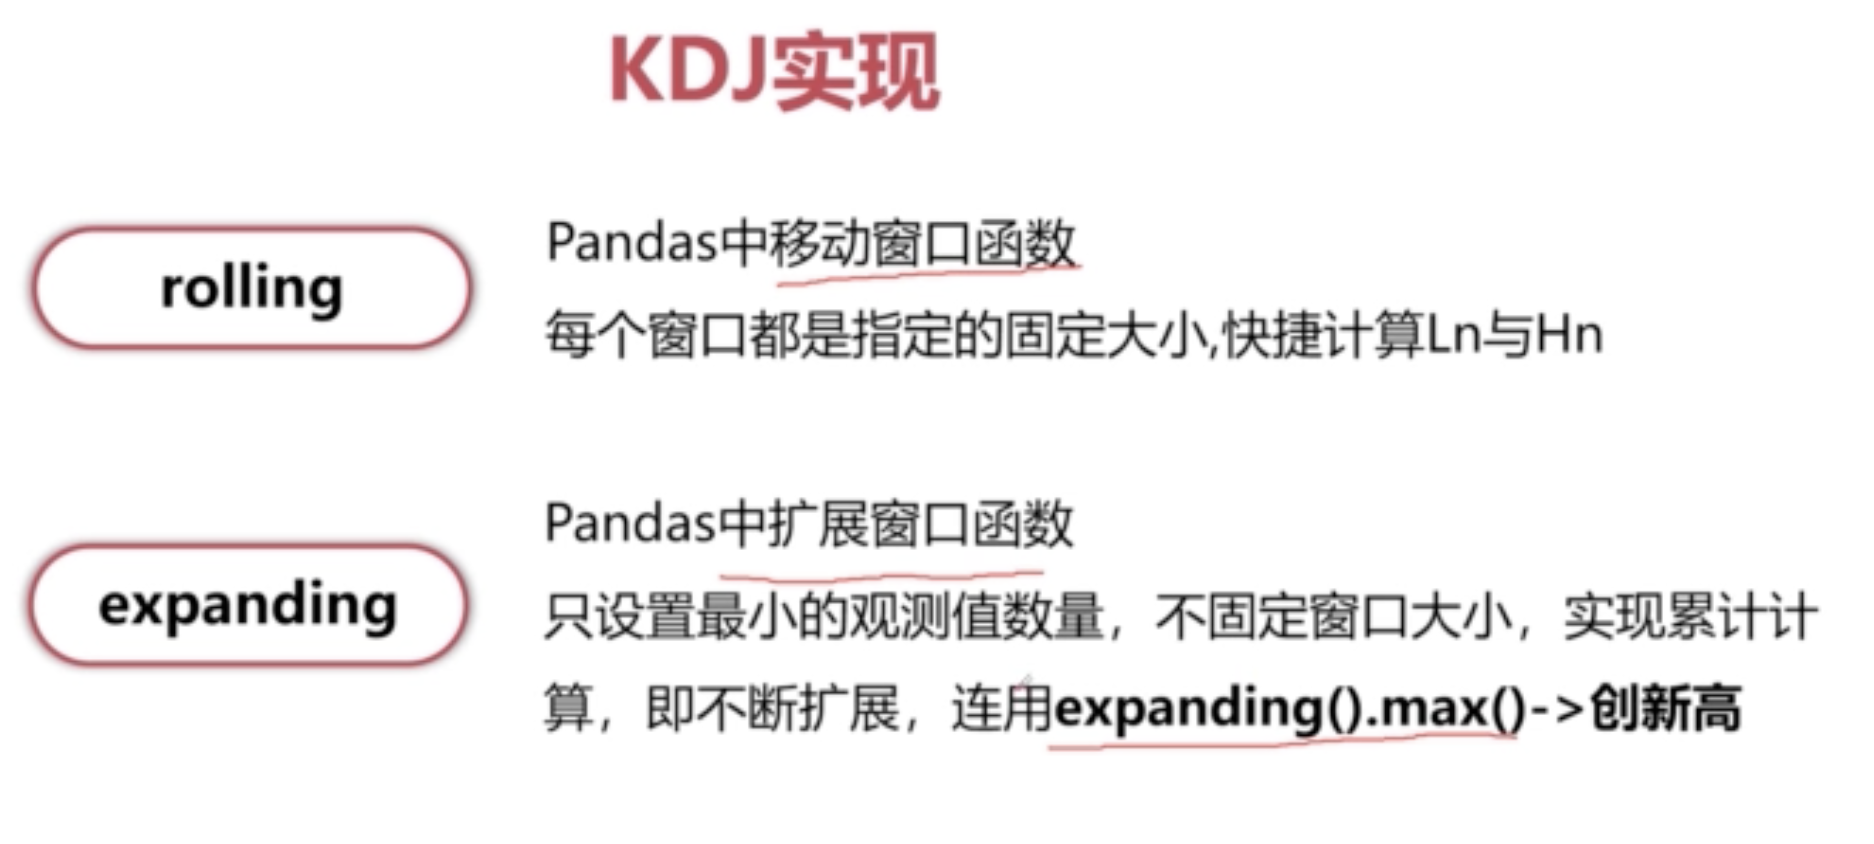 KDJ实现
rolling
Pandas中移动窗口函数
每个窗口都是指定的固定大小,快捷计算Ln与Hn
expanding
Pandas中扩展窗口函数
只设置最小的观测值数量，不固定窗口大小，实现累计计
算，即不断扩展，连用expanding().max()->创新高